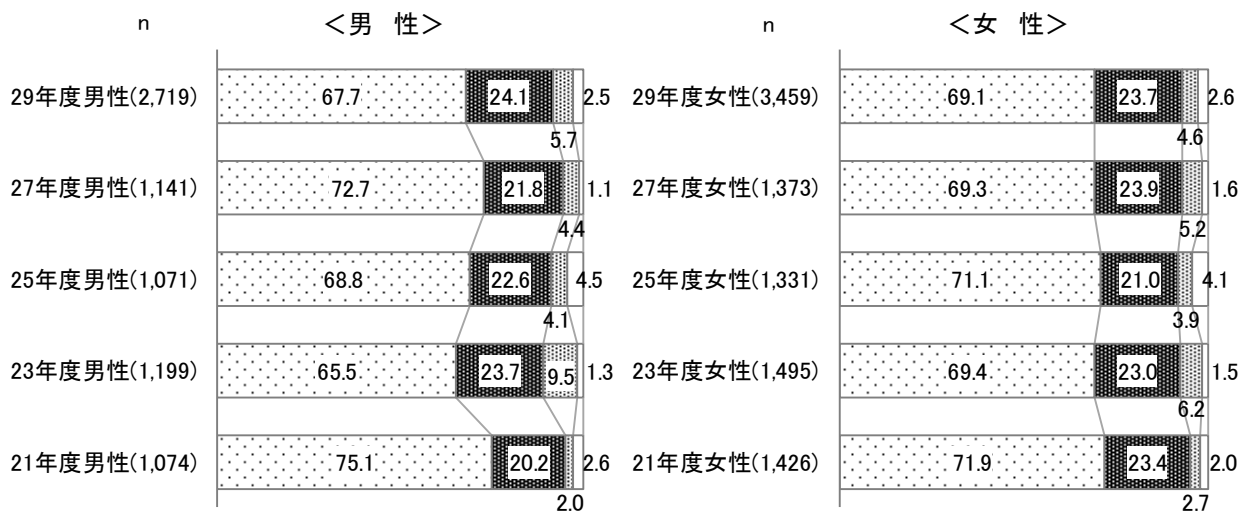 n ＜男 性＞ n ＜女 性＞
29年度男性(2,719) 67.7 24.1 5.7 2.5
27年度男性(1,141) 72.7 21.8 4.4 1.1
25年度男性(1,071) 68.8 22.6 4.1 4.5
23年度男性(1,199) 65.5 23.7 9.5 1.3
21年度男性(1,074) 75.1 20.2 2.0 2.6
29年度女性(3,459) 69.1 23.7 4.6 2.6
27年度女性(1,373) 69.3 23.9 5.2 1.6
25年度女性(1,331) 71.1 21.0 3.9 4.1
23年度女性(1,495) 69.4 23.0 6.2 1.5
21年度女性(1,426) 71.9 23.4 2.7 2.0